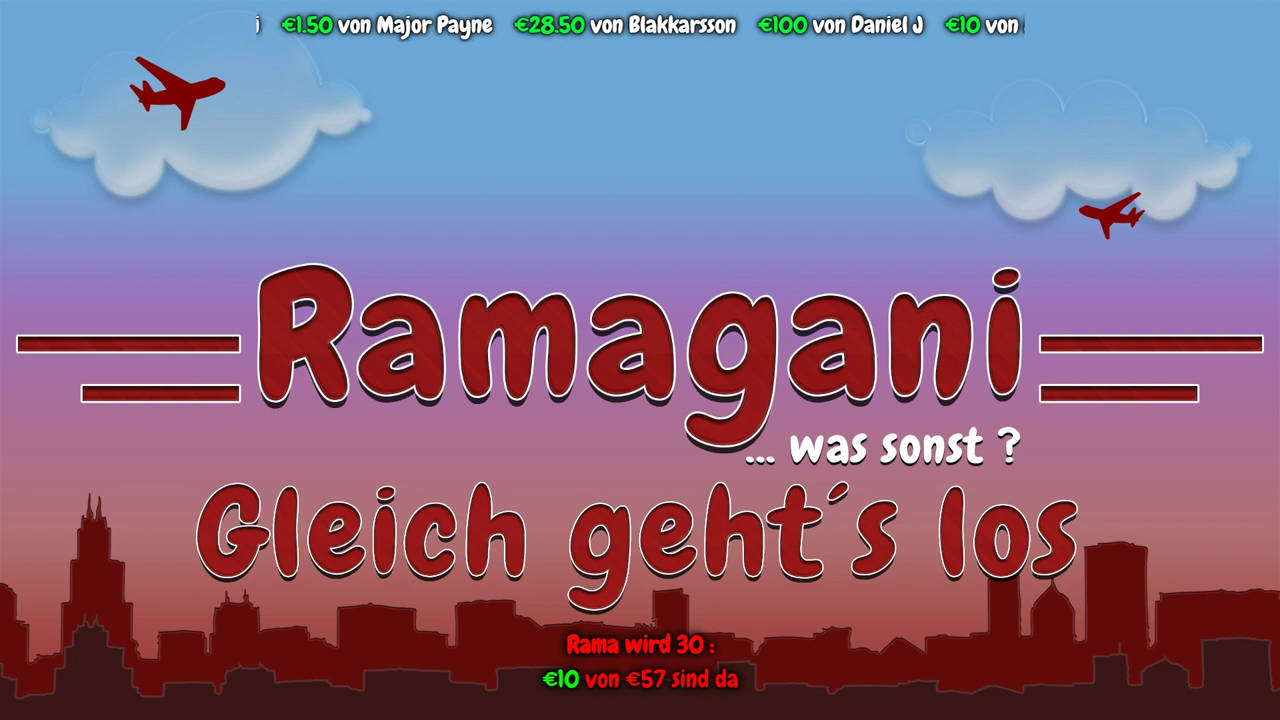 €1.50 von Major Payne €28.50 von Blakkarsson €100 von Daniel J €10 von
Ramagani
... was sonst ?
Gleich geht´s los
Rama wird 30 :
€10 von €57 sind da